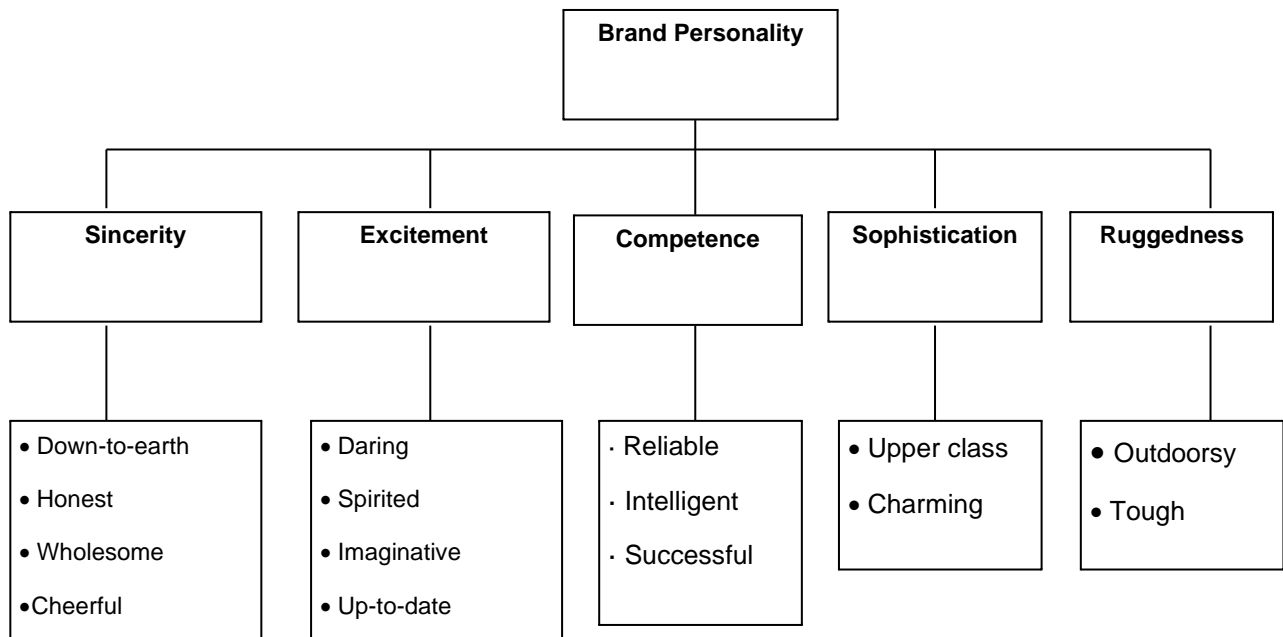 Brand Personality
Sincerity
Excitement
Competence
Sophistication
Ruggedness
• Down-to-earth
• Honest
• Wholesome
•Cheerful
• Daring
• Spirited
• Imaginative
• Up-to-date
· Reliable
· Intelligent
· Successful
• Upper class
• Charming
• Outdoorsy
• Tough